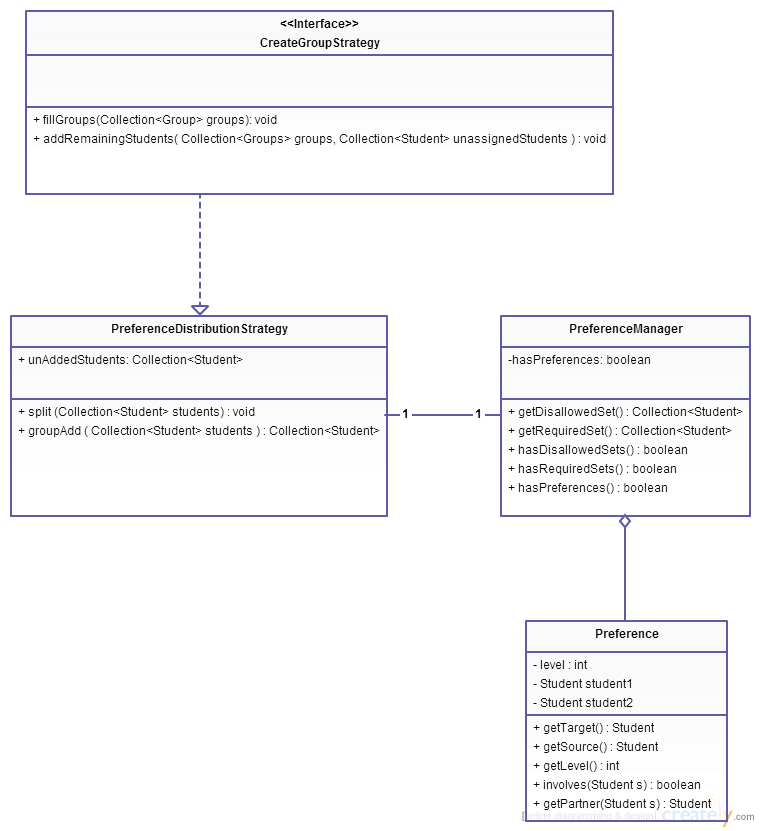 <<Interface>>
CreateGroupStrategy
+ fillGroups(Collection<Group> groups): void
+ addRemainingStudents( Collection<Groups> groups, Collection<Student> unassignedStudents ) : void
PreferenceDistributionStrategy
+ unAddedStudents: Collection<Student>
+ split (Collection<Student> students) : void
+ groupAdd ( Collection<Student> students ) : Collection<Student>
1
1
PreferenceManager
-hasPreferences: boolean
+ getDisallowedSet() : Collection<Student>
+ getRequiredSet() : Collection<Student>
+ hasDisallowedSets() : boolean
+ hasRequiredSets() : boolean
+ hasPreferences() : boolean
Preference
- level : int
- Student student1
- Student student2
+ getTarget() : Student
+ getSource() : Student
+ getLevel() : int
+ involves(Student s) : boolean
+ getPartner(Student s) : Student
[online diagramming & design] creately.com